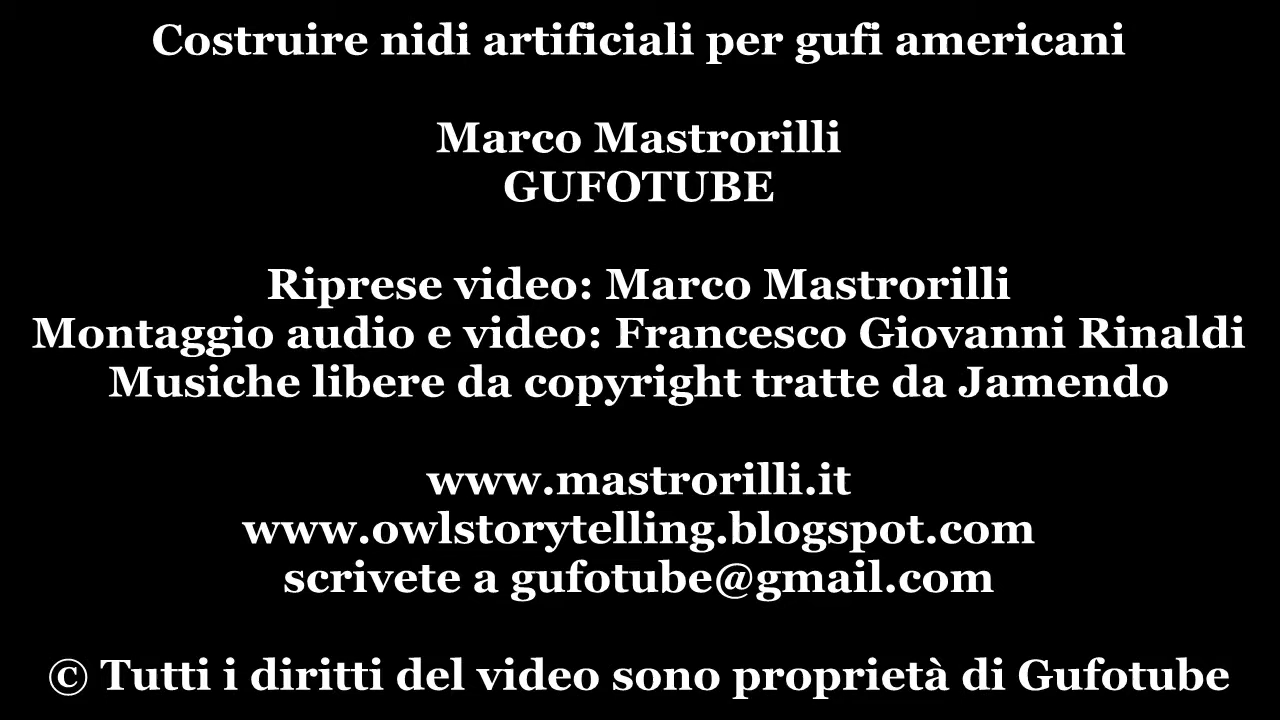 Costruire nidi artificiali per gufi americani
Marco Mastrorilli
GUFOTUBE
Riprese video: Marco Mastrorilli
Montaggio audio e video: Francesco Giovanni Rinaldi
Musiche libere da copyright tratte da Jamendo
www.mastrorilli.it
www.owlstorytelling.blogspot.com
scrivete a gufotube@gmail.com
© Tutti i diritti del video sono proprietà di Gufotube